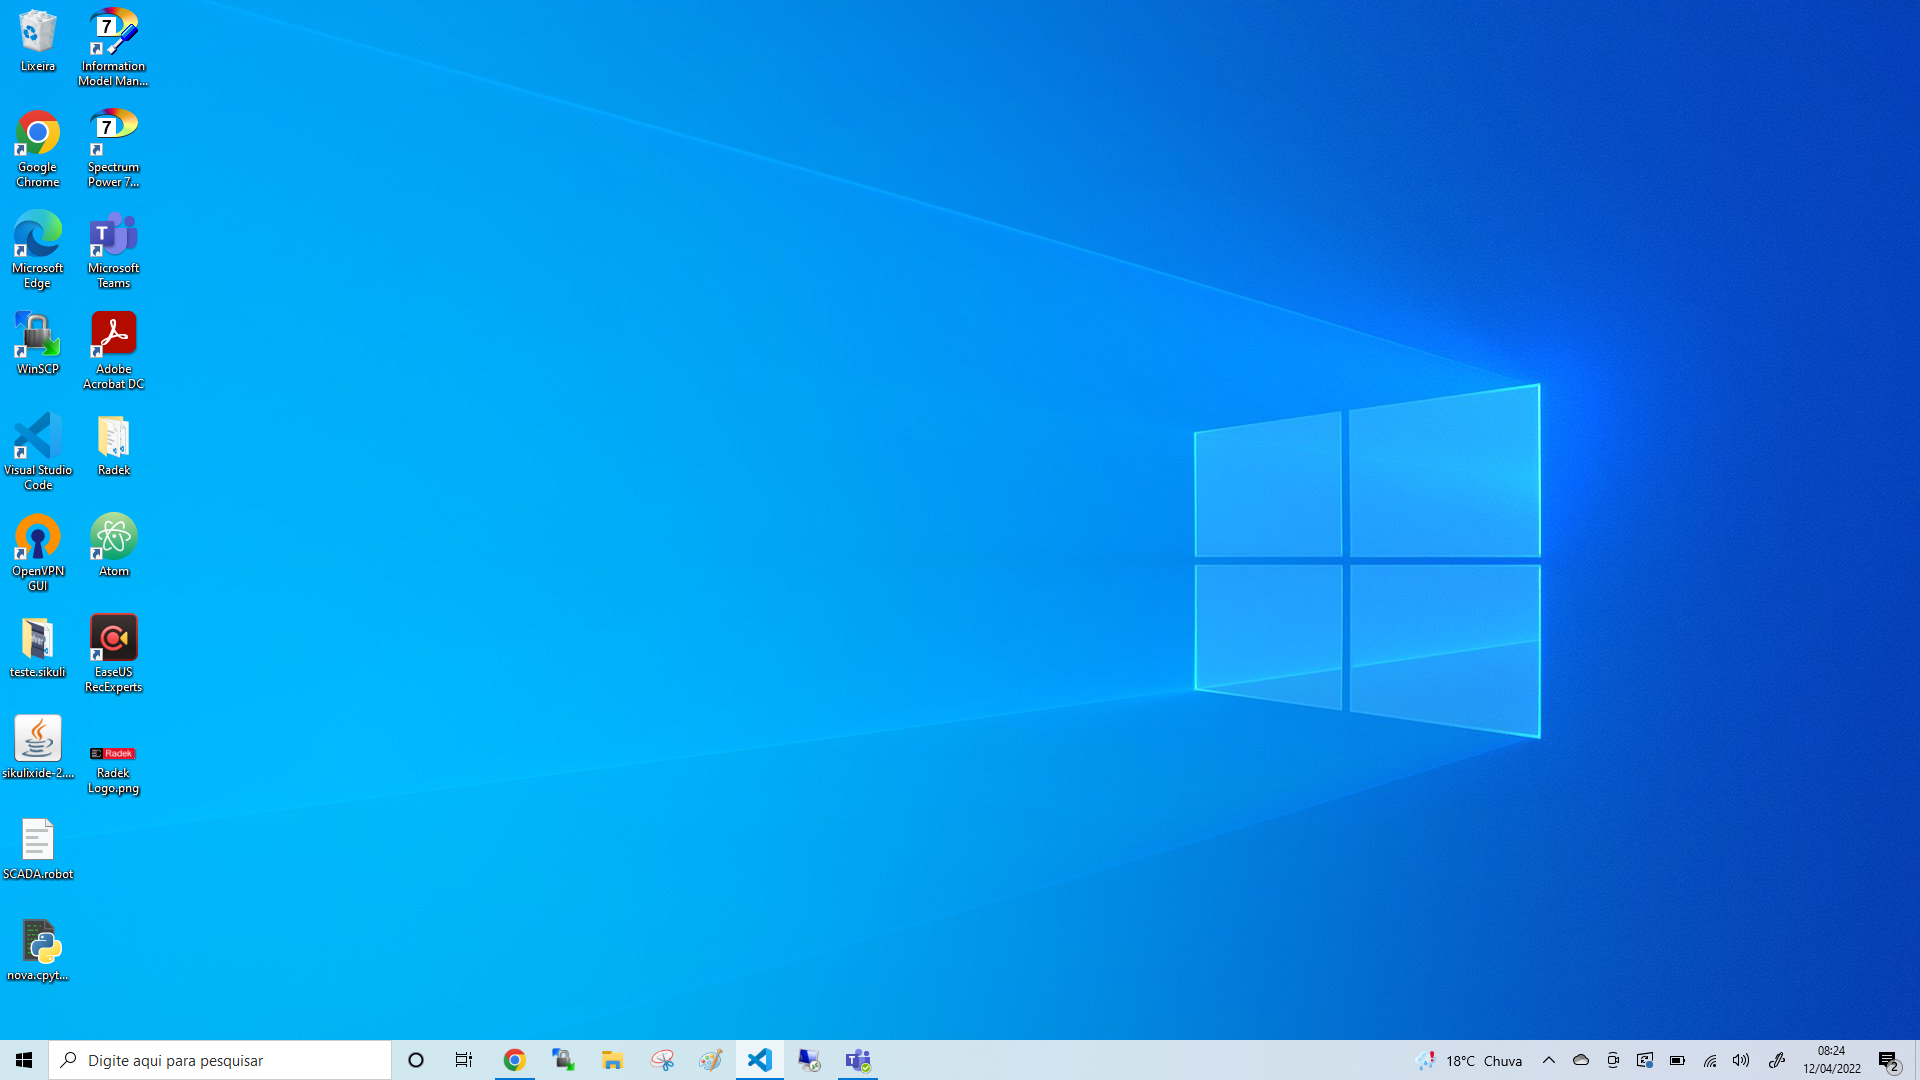 Lixeira
7
Information
Model Man...
Google
Chrome
7
Spectrum
Power 7...
Microsoft
Edge
T
Microsoft
Teams
WinSCP
Adobe
Acrobat DC
Visual Studio
Code
Radek
OpenVPN
GUI
Atom
teste.sikuli
EaseUS
RecExperts
sikulixide-2....
Radek
Radek
Logo.png
SCADA.robot
nova.cpyt...
Digite aqui para pesquisar
T
18°C Chuva
08:24
12/04/2022
2